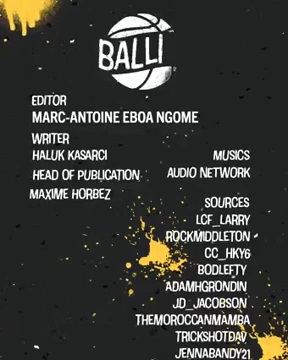 BALLI
EDITOR
MARC-ANTOINE EBOA NGOME
WRITER
HALUK KASARCI
HEAD OF PUBLICATION
MAXIME HORBEZ
MUSICS
AUDIO NETWORK
SOURCES
LCF_LARRY
ROCKMIDDLETON
CC_HKY6
BODLEFTY
ADAMHGRONDIN
JD_JACOBSON
THEMOROCCANMAMBA
TRICKSHOTDAV
JENNABANDY21